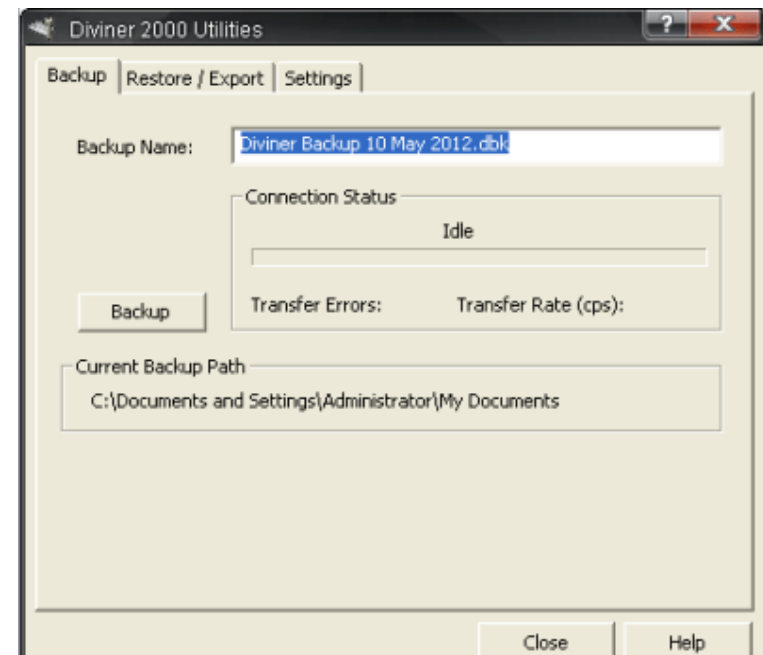 Diviner 2000 Utilities
Backup Restore / Export Settings
Backup Name: Diviner Backup 10 May 2012.dbk
Connection Status
Idle
Transfer Errors: Transfer Rate (cps):
Backup
Current Backup Path
C:\Documents and Settings\Administrator\My Documents
Close Help